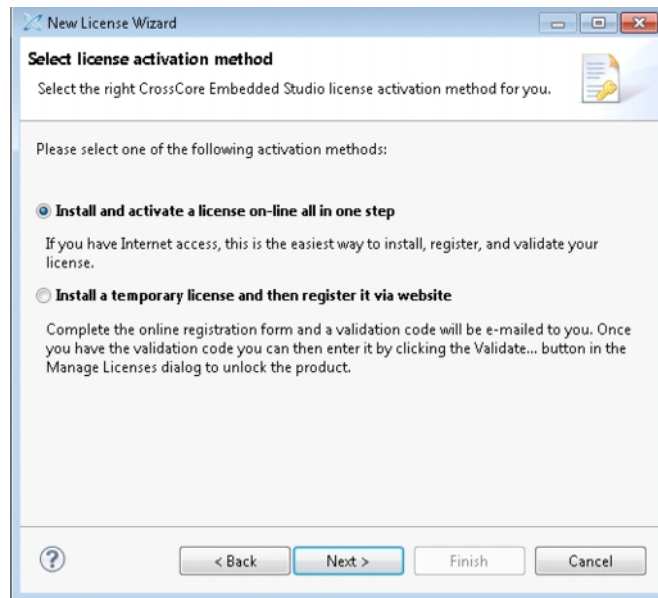 New License Wizard
Select license activation method
Select the right CrossCore Embedded Studio license activation method for you.
Please select one of the following activation methods:
Install and activate a license on-line all in one step
If you have Internet access, this is the easiest way to install, register, and validate your
license.
Install a temporary license and then register it via website
Complete the online registration form and a validation code will be e-mailed to you. Once
you have the validation code you can then enter it by clicking the Validate... button in the
Manage Licenses dialog to unlock the product.
? < Back Next > Finish Cancel